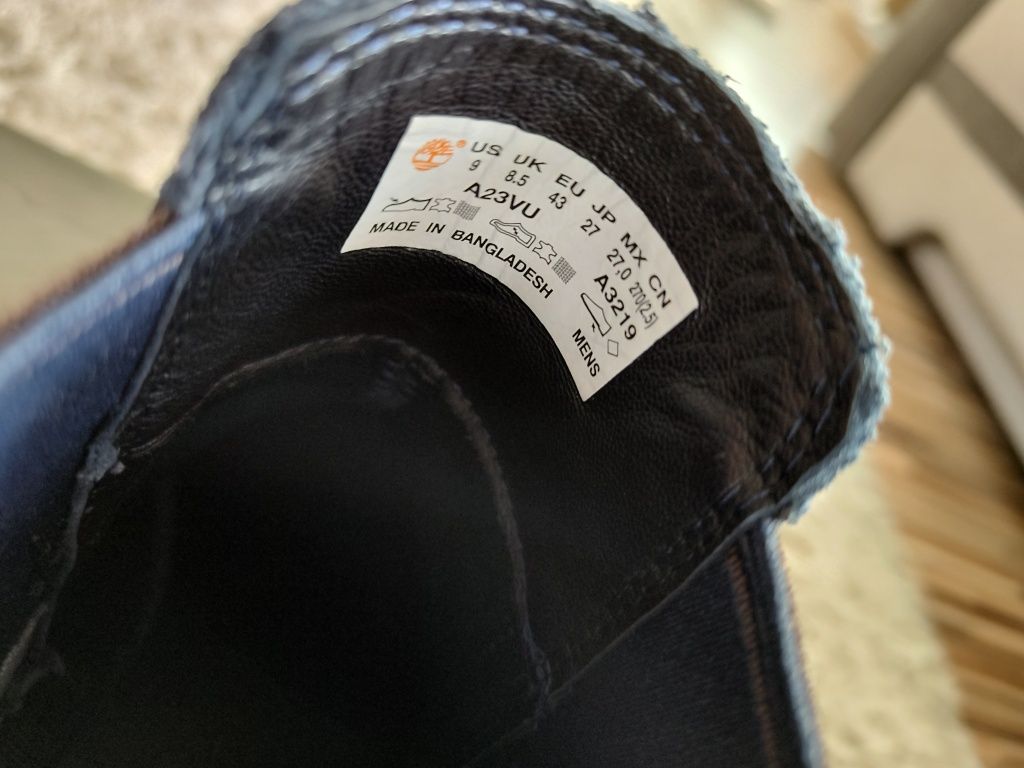 US UK EU JP MX CN
9 8.5 43 27 27,0 270(2.5)
A23VU A3219
MADE IN BANGLADESH MENS